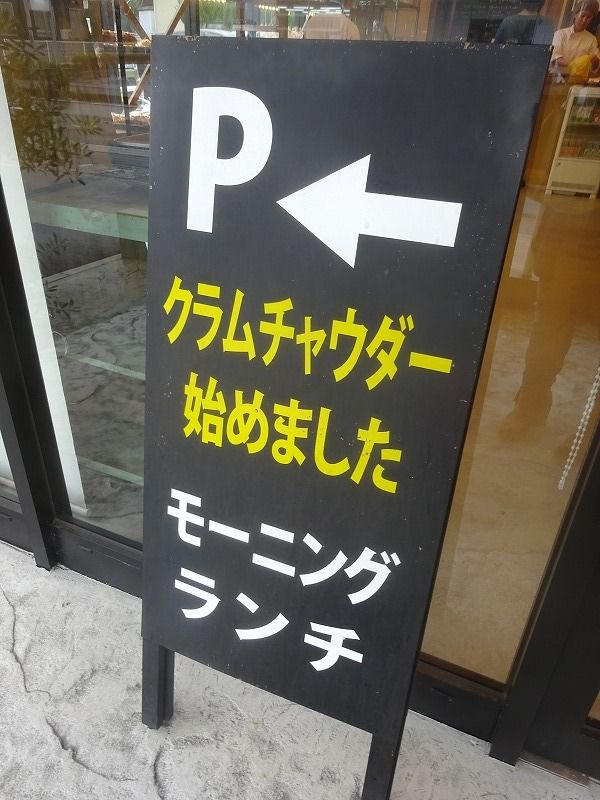 P ←
クラムチャウダー
始めました
モーニング
ランチ